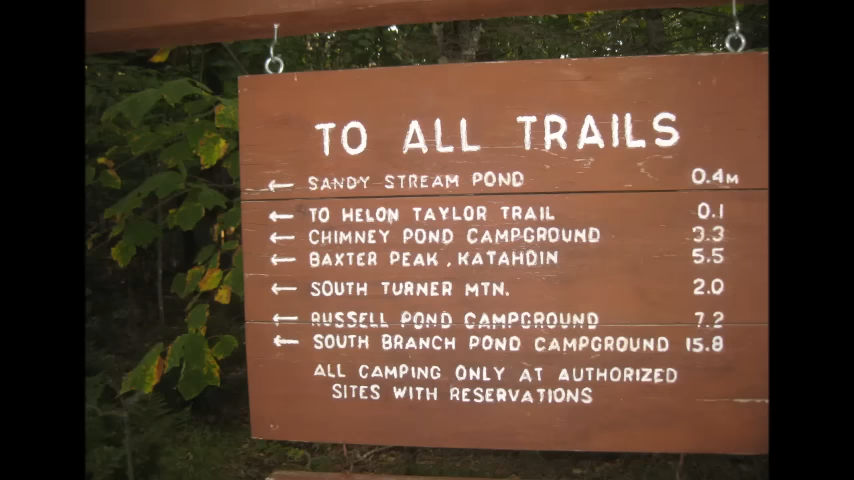 TO ALL TRAILS
← SANDY STREAM POND 0.4M
← TO HELON TAYLOR TRAIL 0.1
← CHIMNEY POND CAMPGROUND 3.3
← BAXTER PEAK, KATAHDIN 5.5
← SOUTH TURNER MTN. 2.0
← RUSSELL POND CAMPGROUND 7.2
← SOUTH BRANCH POND CAMPGROUND 15.8
ALL CAMPING ONLY AT AUTHORIZED
SITES WITH RESERVATIONS